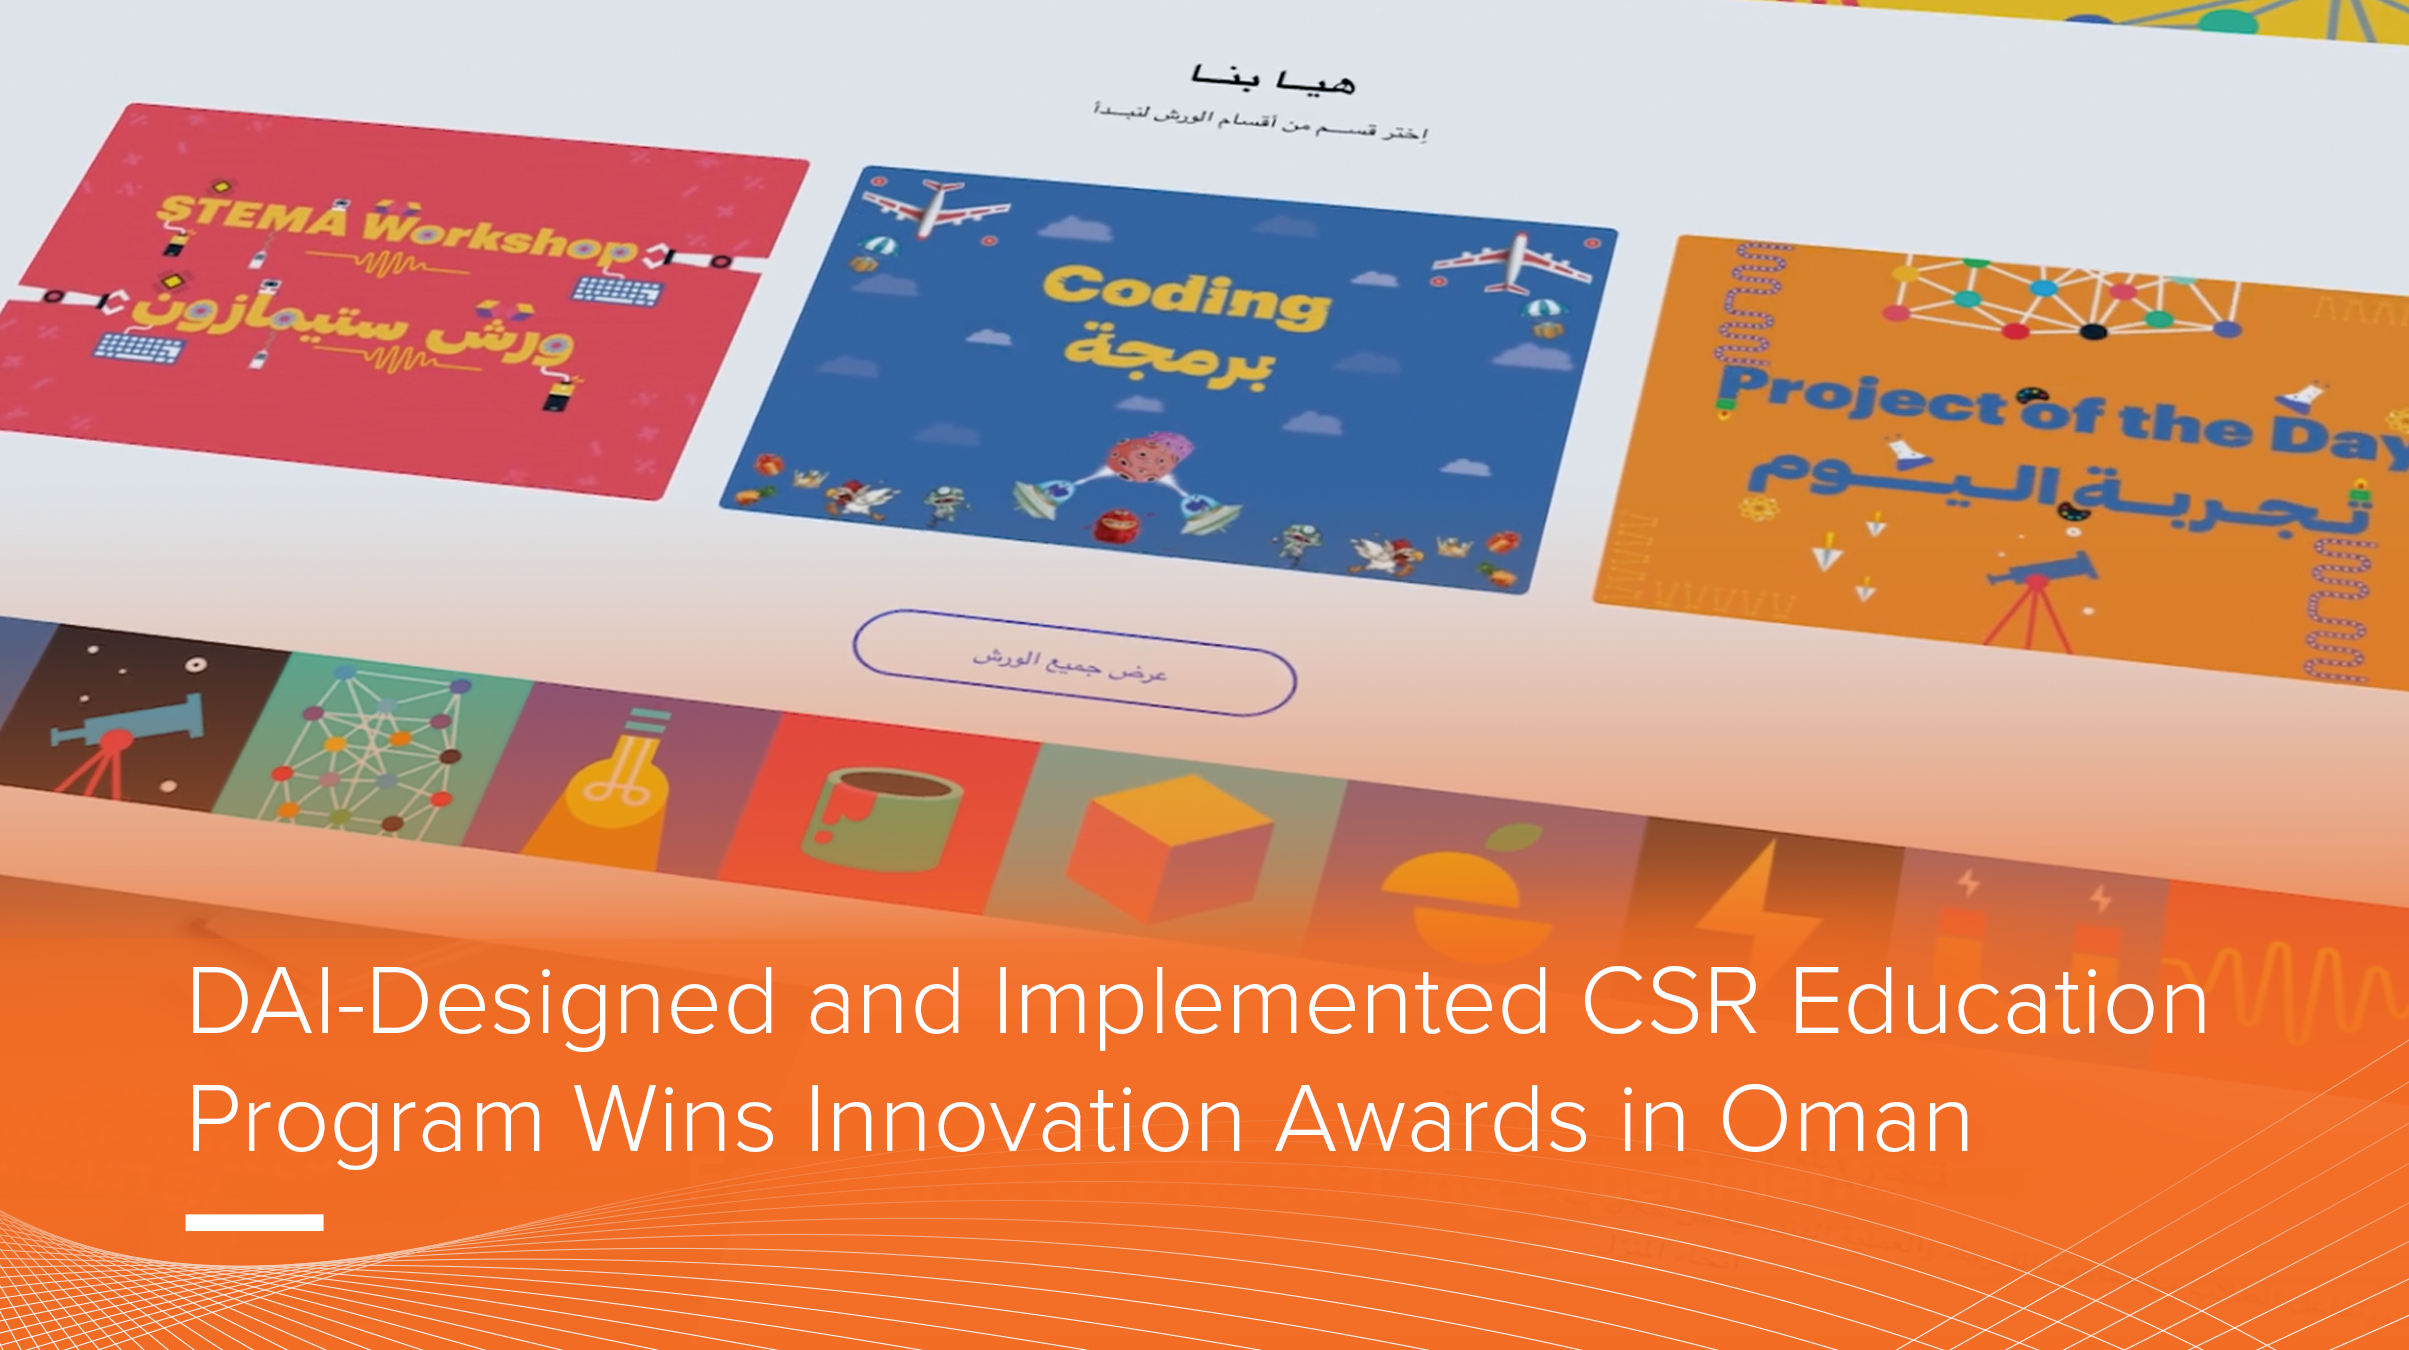 هيا بنا
إختر قسم من أقسام الورش لنبدأ
STEMA Workshop
ورش ستيمازون
Coding
برمجة
Project of the Day
تجربة اليوم
عرض جميع الورش
DAI-Designed and Implemented CSR Education
Program Wins Innovation Awards in Oman